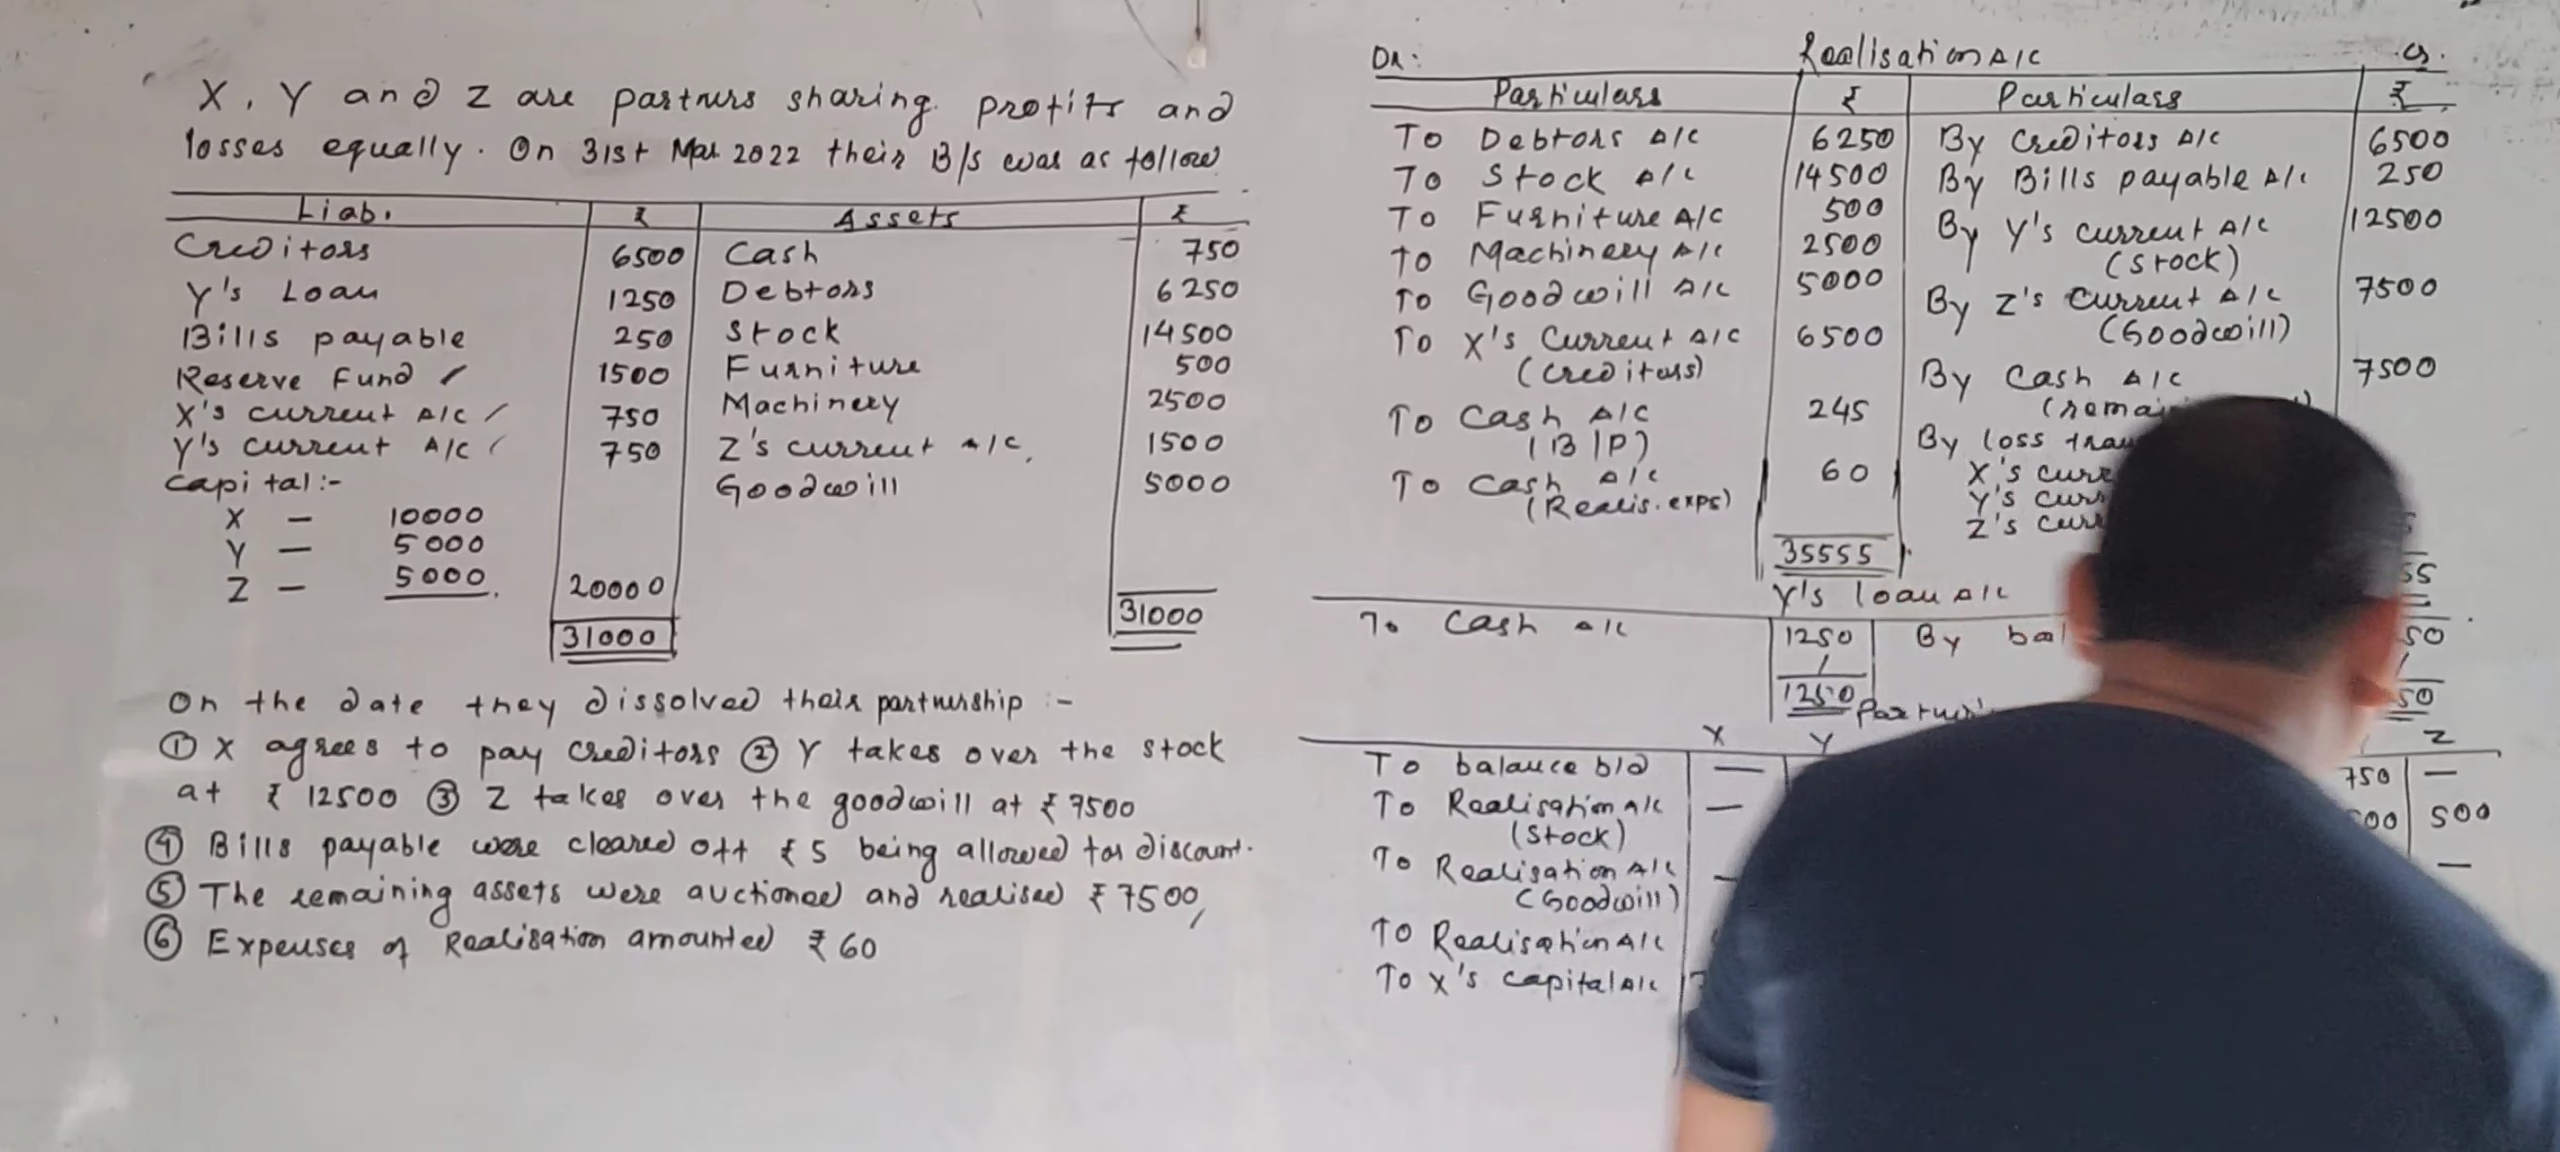 X, Y and Z are partners sharing profits and
losses equally. On 31st Mar 2022 their B/s was as follow
Liab. ₹ Assets ₹
Creditors 6500 Cash 750
Y's Loan 1250 Debtors 6250
Bills payable 250 Stock 14500
Reserve Fund 1500 Furniture 500
X's current A/c 750 Machinery 2500
Y's current A/c 750 Z's current A/c. 1500
Capital:- Goodwill 5000
X — 10000
Y — 5000
Z — 5000 20000
31000 31000
On the date they dissolved their partnership :-
① X agrees to pay creditors ② Y takes over the stock
at ₹ 12500 ③ Z takes over the goodwill at ₹ 7500
④ Bills payable were cleared off ₹5 being allowed for discount.
⑤ The remaining assets were auctioned and realised ₹ 7500
⑥ Expenses of Realisation amounted ₹ 60
Dr. Realisation A/c Cr.
Particulars ₹ Particulars ₹
To Debtors A/c 6250 By Creditors A/c 6500
To Stock A/c 14500 By Bills payable A/c 250
To Furniture A/c 500 By Y's current A/c 12500
To Machinery A/c 2500 (Stock)
To Goodwill A/c 5000 By Z's Current A/c 7500
To X's Current A/c 6500 (Goodwill)
(Creditors) By Cash A/c 7500
To Cash A/c 245
(B/P) By loss
To Cash A/c 60 X's
(Realis. exps) Y's
Z's
35555
Y's loan A/c
To Cash A/c 1250 By
1250
X Y Z
To balance b/d — 750 —
To Realisation A/c — 500
(Stock)
To Realisation A/c — —
(Goodwill)
To Realisation A/c
To X's Capital A/c